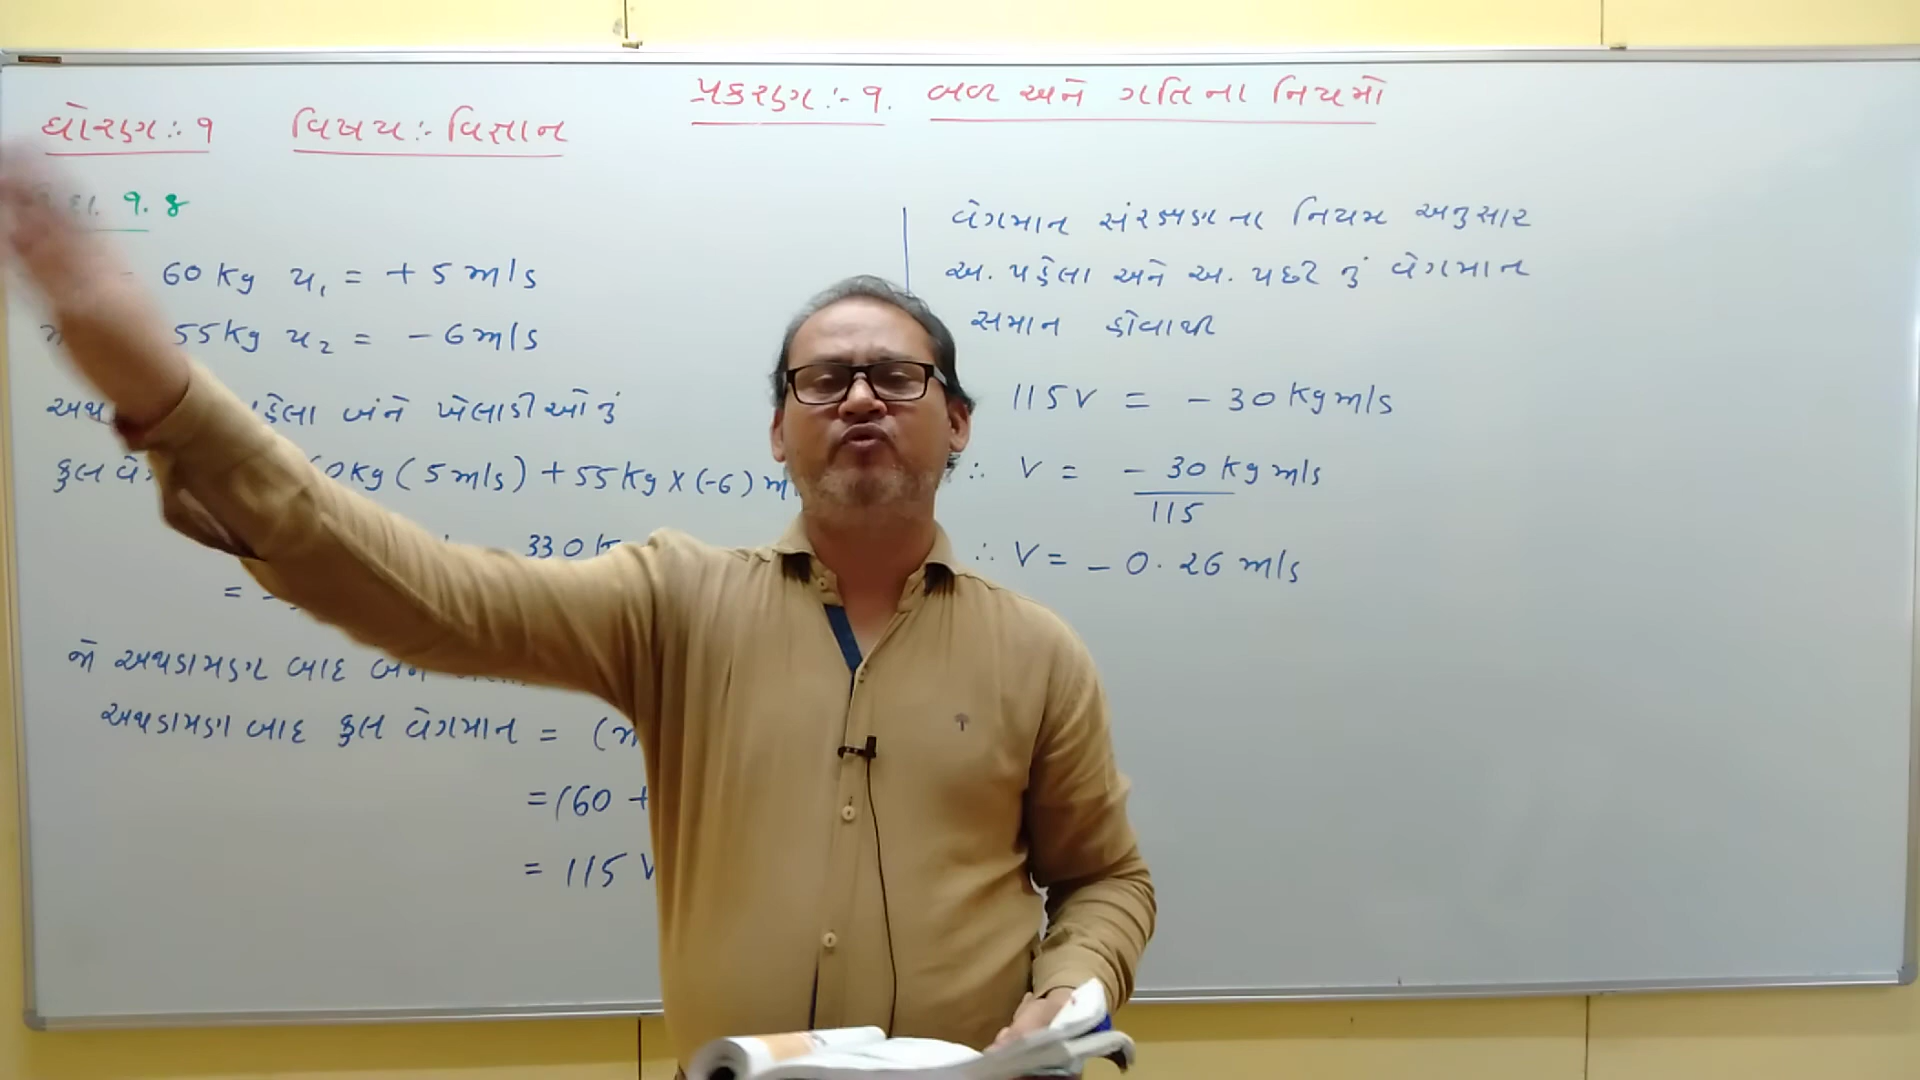 પ્રકરણ :- ૧. બળ અને ગતિના નિયમો
ધોરણ : ૧ વિષય :- વિજ્ઞાન
દા. ૧. ૪
60 Kg u₁ = + 5 m/s
55 Kg u₂ = - 6 m/s
બંને ખેલાડીઓનું
કુલ 0 Kg ( 5 m/s ) + 55 Kg X (-6)
330
= -
જો અથડામણ બાદ
અથડામણ બાદ કુલ વેગમાન = (m
= (60 +
= 115 V
વેગમાન સંરક્ષણના નિયમ અનુસાર
અ. પહેલા અને અ. પછી નું વેગમાન
સમાન હોવાથી
115 V = - 30 Kg m/s
∴ V = - 30 Kg m/s
115
∴ V = - 0.26 m/s